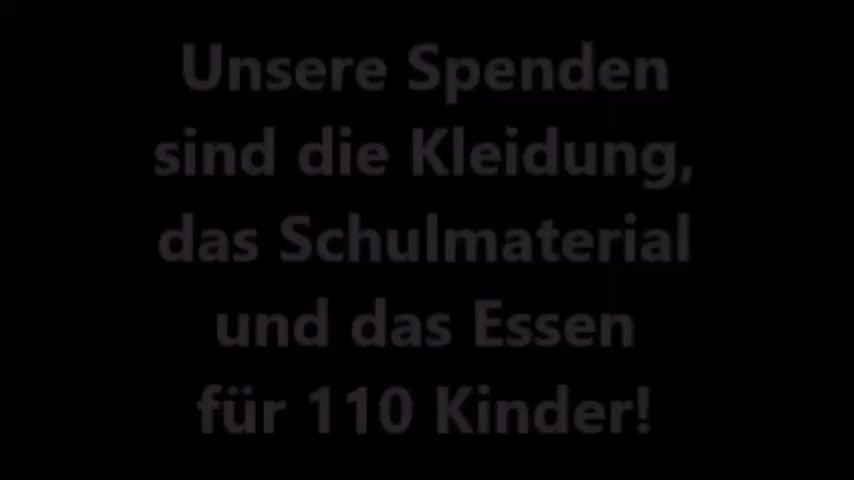 Unsere Spenden
sind die Kleidung,
das Schulmaterial
und das Essen
für 110 Kinder!